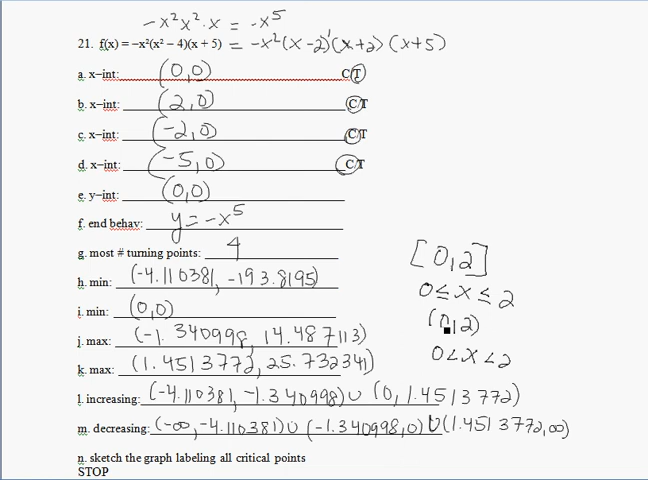 -x²x²·x = -x⁵
21. f(x) = -x²(x² – 4)(x + 5) = -x²(x-2)'(x+2)(x+5)
a. x-int: (0,0) C/T
b. x-int: (2,0) C/T
c. x-int: (-2,0) C/T
d. x-int: (-5,0) C/T
e. y-int: (0,0)
f. end behav: y = -x⁵
g. most # turning points: 4
[0,2]
h. min: (-4.110381, -193.8195)
0≤x≤2
i. min: (0,0)
(0,2)
j. max: (-1.340998, 14.487113)
0<x<2
k. max: (1.4513772, 25.732341)
l. increasing: (-4.110381, -1.340998)∪(0,1.4513772)
m. decreasing: (-∞,-4.110381)∪(-1.340998,0)∪(1.4513772,∞)
n. sketch the graph labeling all critical points
STOP